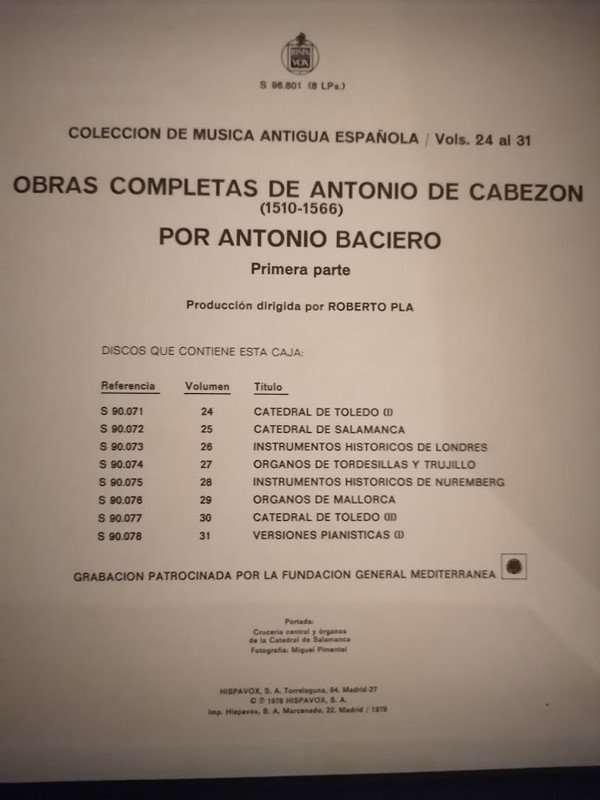 HISPA
VOX
S 98.801 (8 LPs.)
COLECCION DE MUSICA ANTIGUA ESPAÑOLA / Vols. 24 al 31
OBRAS COMPLETAS DE ANTONIO DE CABEZON
(1510-1566)
POR ANTONIO BACIERO
Primera parte
Producción dirigida por ROBERTO PLA
DISCOS QUE CONTIENE ESTA CAJA:
Referencia Volumen Título
S 90.071 24 CATEDRAL DE TOLEDO (I)
S 90.072 25 CATEDRAL DE SALAMANCA
S 90.073 26 INSTRUMENTOS HISTORICOS DE LONDRES
S 90.074 27 ORGANOS DE TORDESILLAS Y TRUJILLO
S 90.075 28 INSTRUMENTOS HISTORICOS DE NUREMBERG
S 90.076 29 ORGANOS DE MALLORCA
S 90.077 30 CATEDRAL DE TOLEDO (II)
S 90.078 31 VERSIONES PIANISTICAS (I)
GRABACION PATROCINADA POR LA FUNDACION GENERAL MEDITERRANEA
Portada:
Crucería central y órganos
de la Catedral de Salamanca
Fotografía: Miguel Pimentel
HISPAVOX, S. A. Torrelaguna, 64. Madrid-27
© ℗ 1978 HISPAVOX, S. A.
Imp. Hispavox, S. A. Marcenado, 22. Madrid / 1979